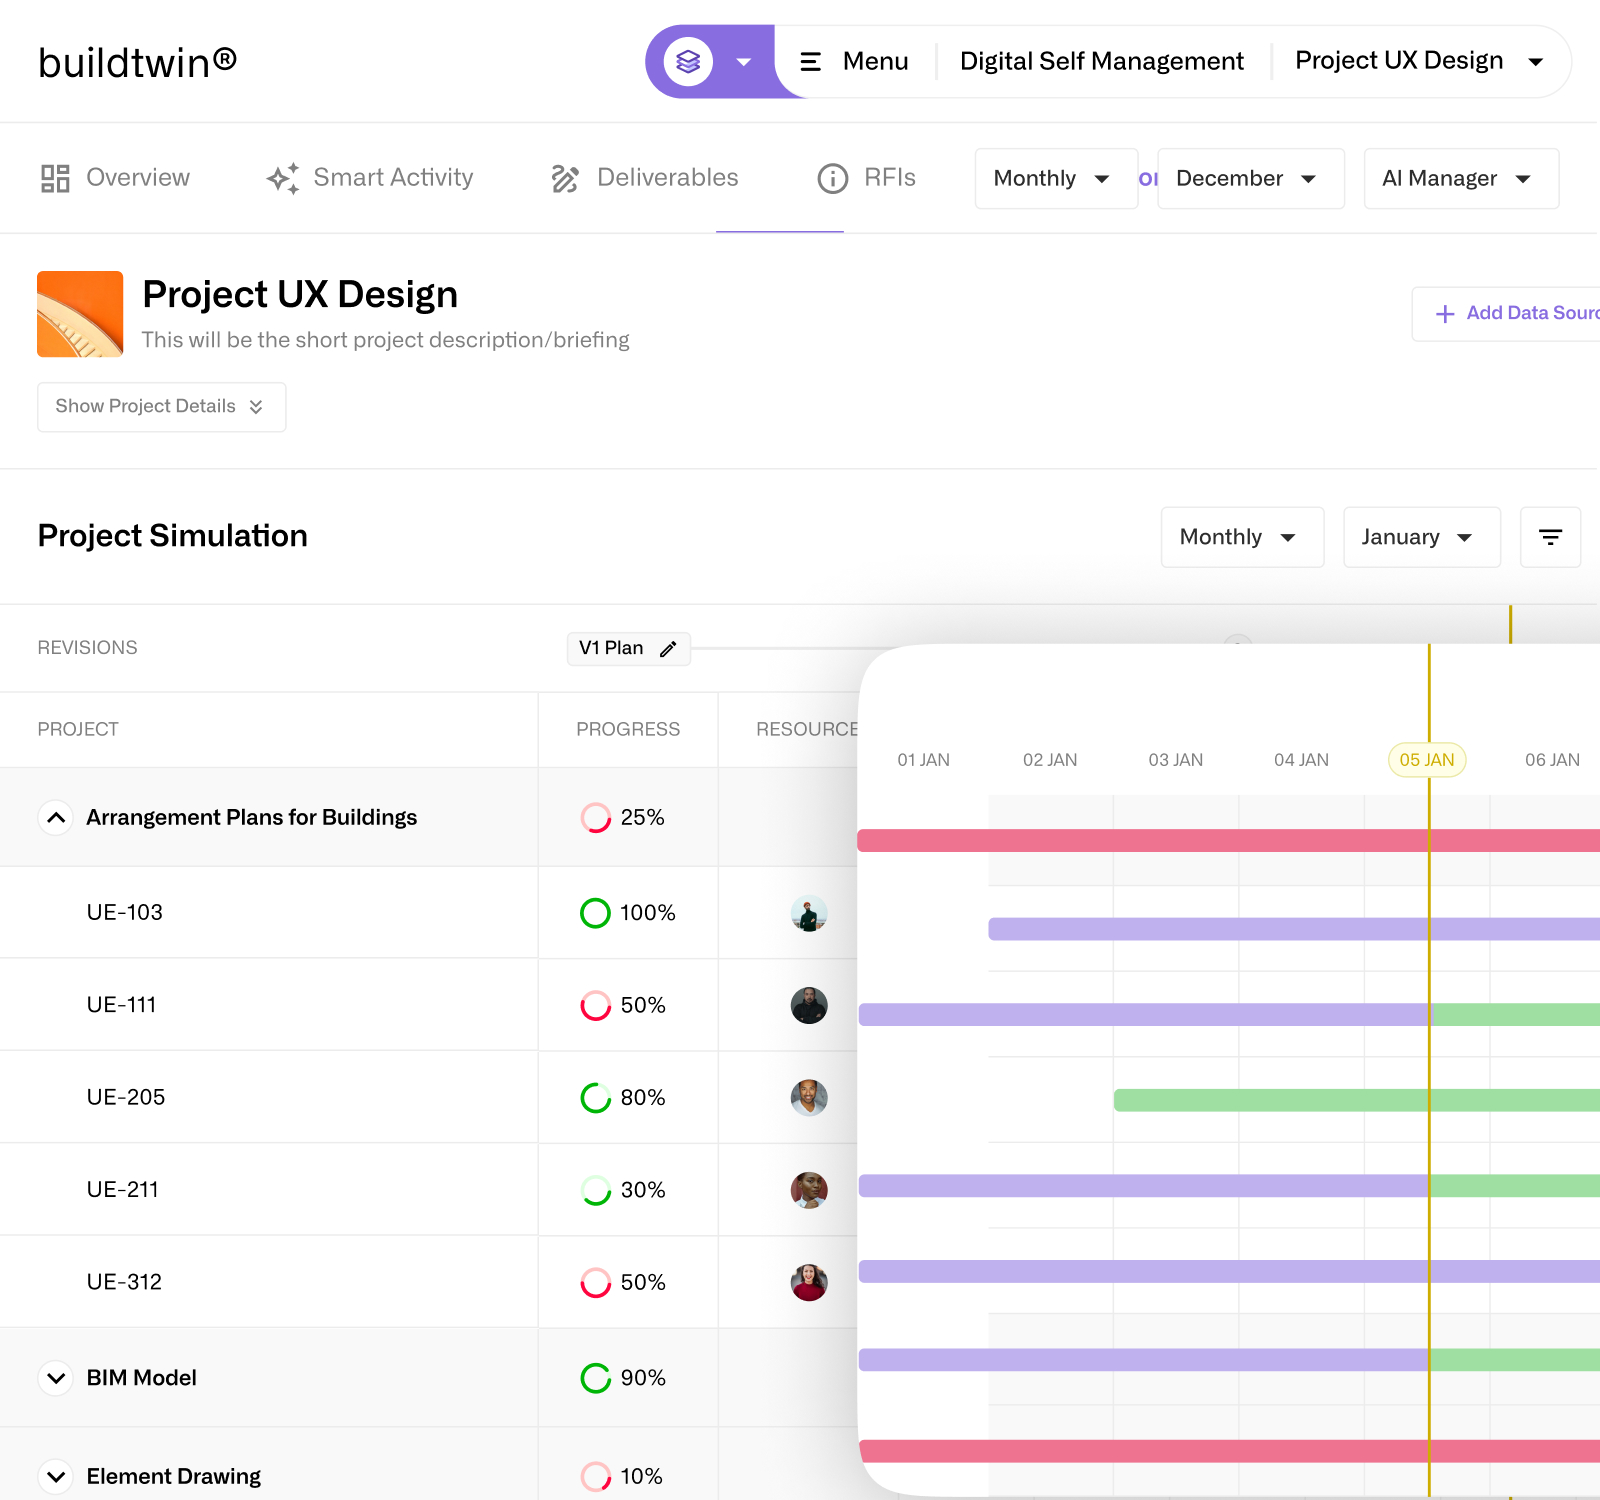 buildtwin®
Menu
Digital Self Management
Project UX Design
Overview
Smart Activity
Deliverables
RFIs
Monthly
December
AI Manager
Project UX Design
This will be the short project description/briefing
Add Data Sourc
Show Project Details
Project Simulation
Monthly
January
REVISIONS
V1 Plan
PROJECT
PROGRESS
RESOURCE
01 JAN
02 JAN
03 JAN
04 JAN
05 JAN
06 JAN
Arrangement Plans for Buildings
25%
UE-103
100%
UE-111
50%
UE-205
80%
UE-211
30%
UE-312
50%
BIM Model
90%
Element Drawing
10%